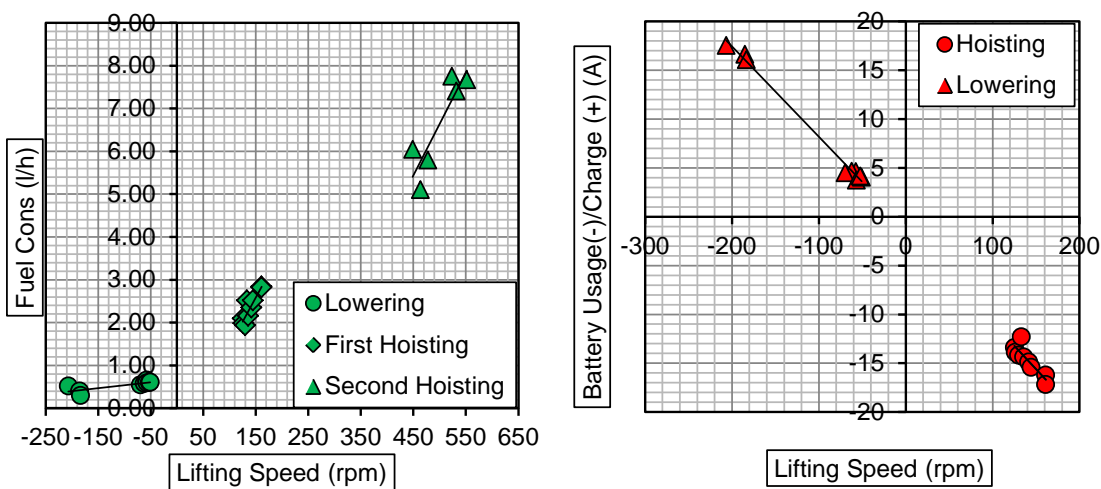 9.00
8.00
7.00
6.00
5.00
4.00
3.00
2.00
1.00
0.00
Fuel Cons (l/h)
-250 -150 -50 50 150 250 350 450 550 650
Lifting Speed (rpm)
Lowering
First Hoisting
Second Hoisting
20
15
10
5
0
-5
-10
-15
-20
Battery Usage(-)/Charge (+) (A)
-300 -200 -100 0 100 200
Lifting Speed (rpm)
Hoisting
Lowering